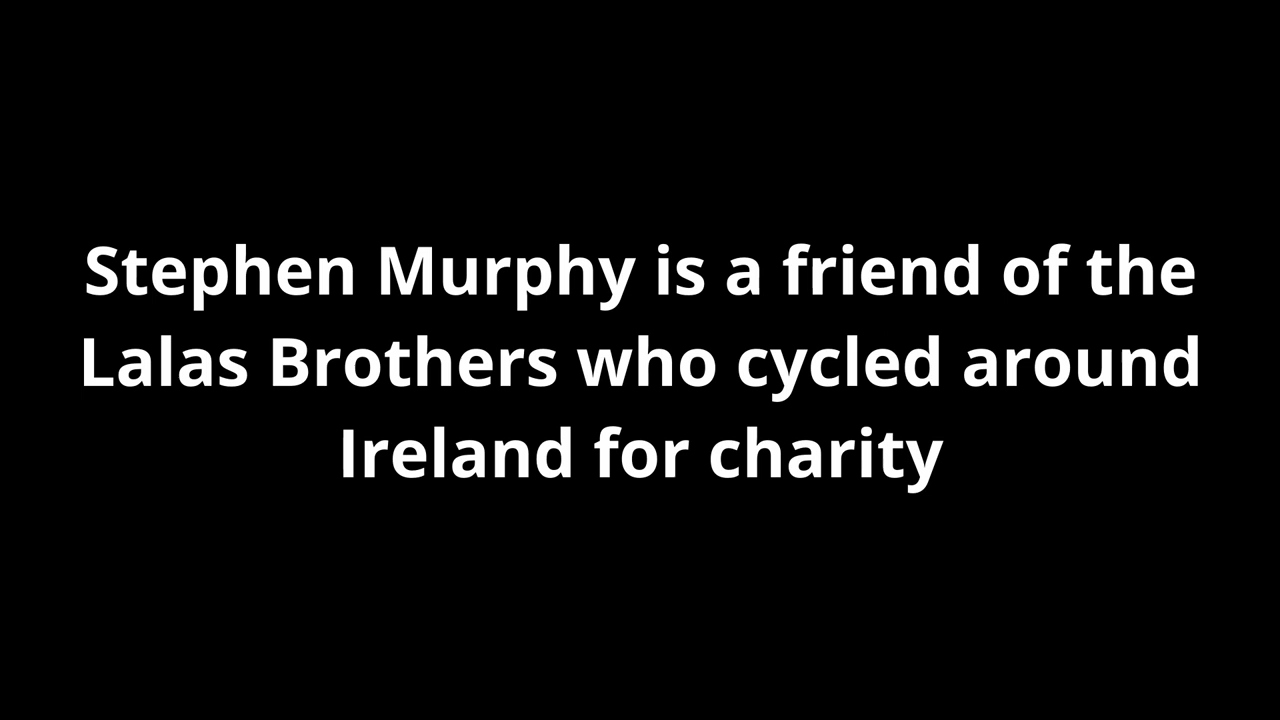 Stephen Murphy is a friend of the
Lalas Brothers who cycled around
Ireland for charity